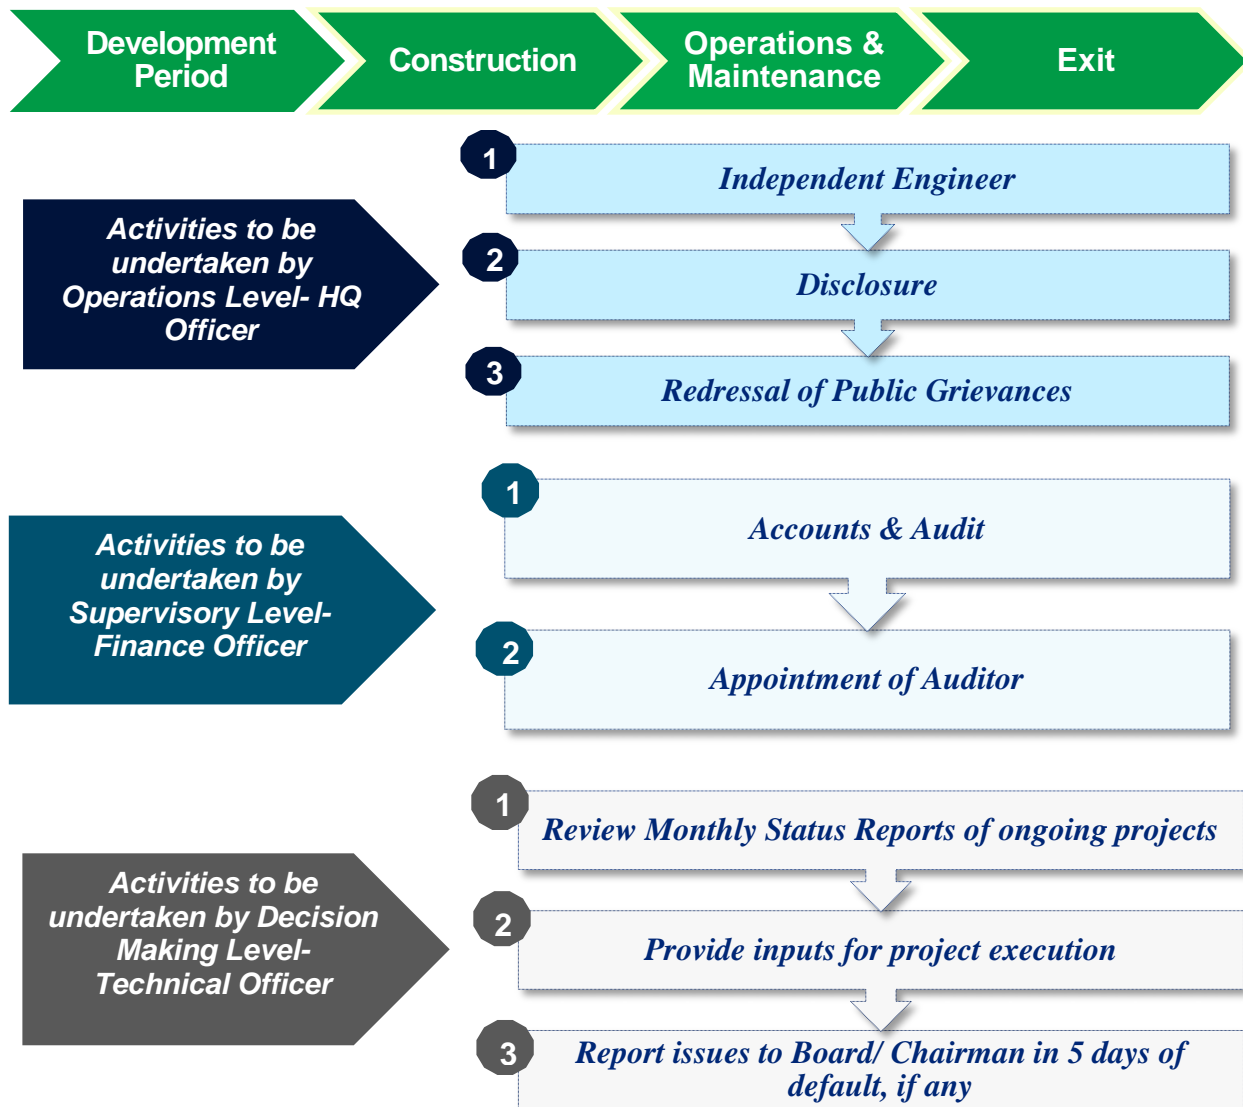 Development
Period
Construction
Operations &
Maintenance
Exit
Activities to be
undertaken by
Operations Level- HQ
Officer
1
Independent Engineer
2
Disclosure
3
Redressal of Public Grievances
Activities to be
undertaken by
Supervisory Level-
Finance Officer
1
Accounts & Audit
2
Appointment of Auditor
Activities to be
undertaken by Decision
Making Level-
Technical Officer
1
Review Monthly Status Reports of ongoing projects
2
Provide inputs for project execution
3
Report issues to Board/ Chairman in 5 days of
default, if any